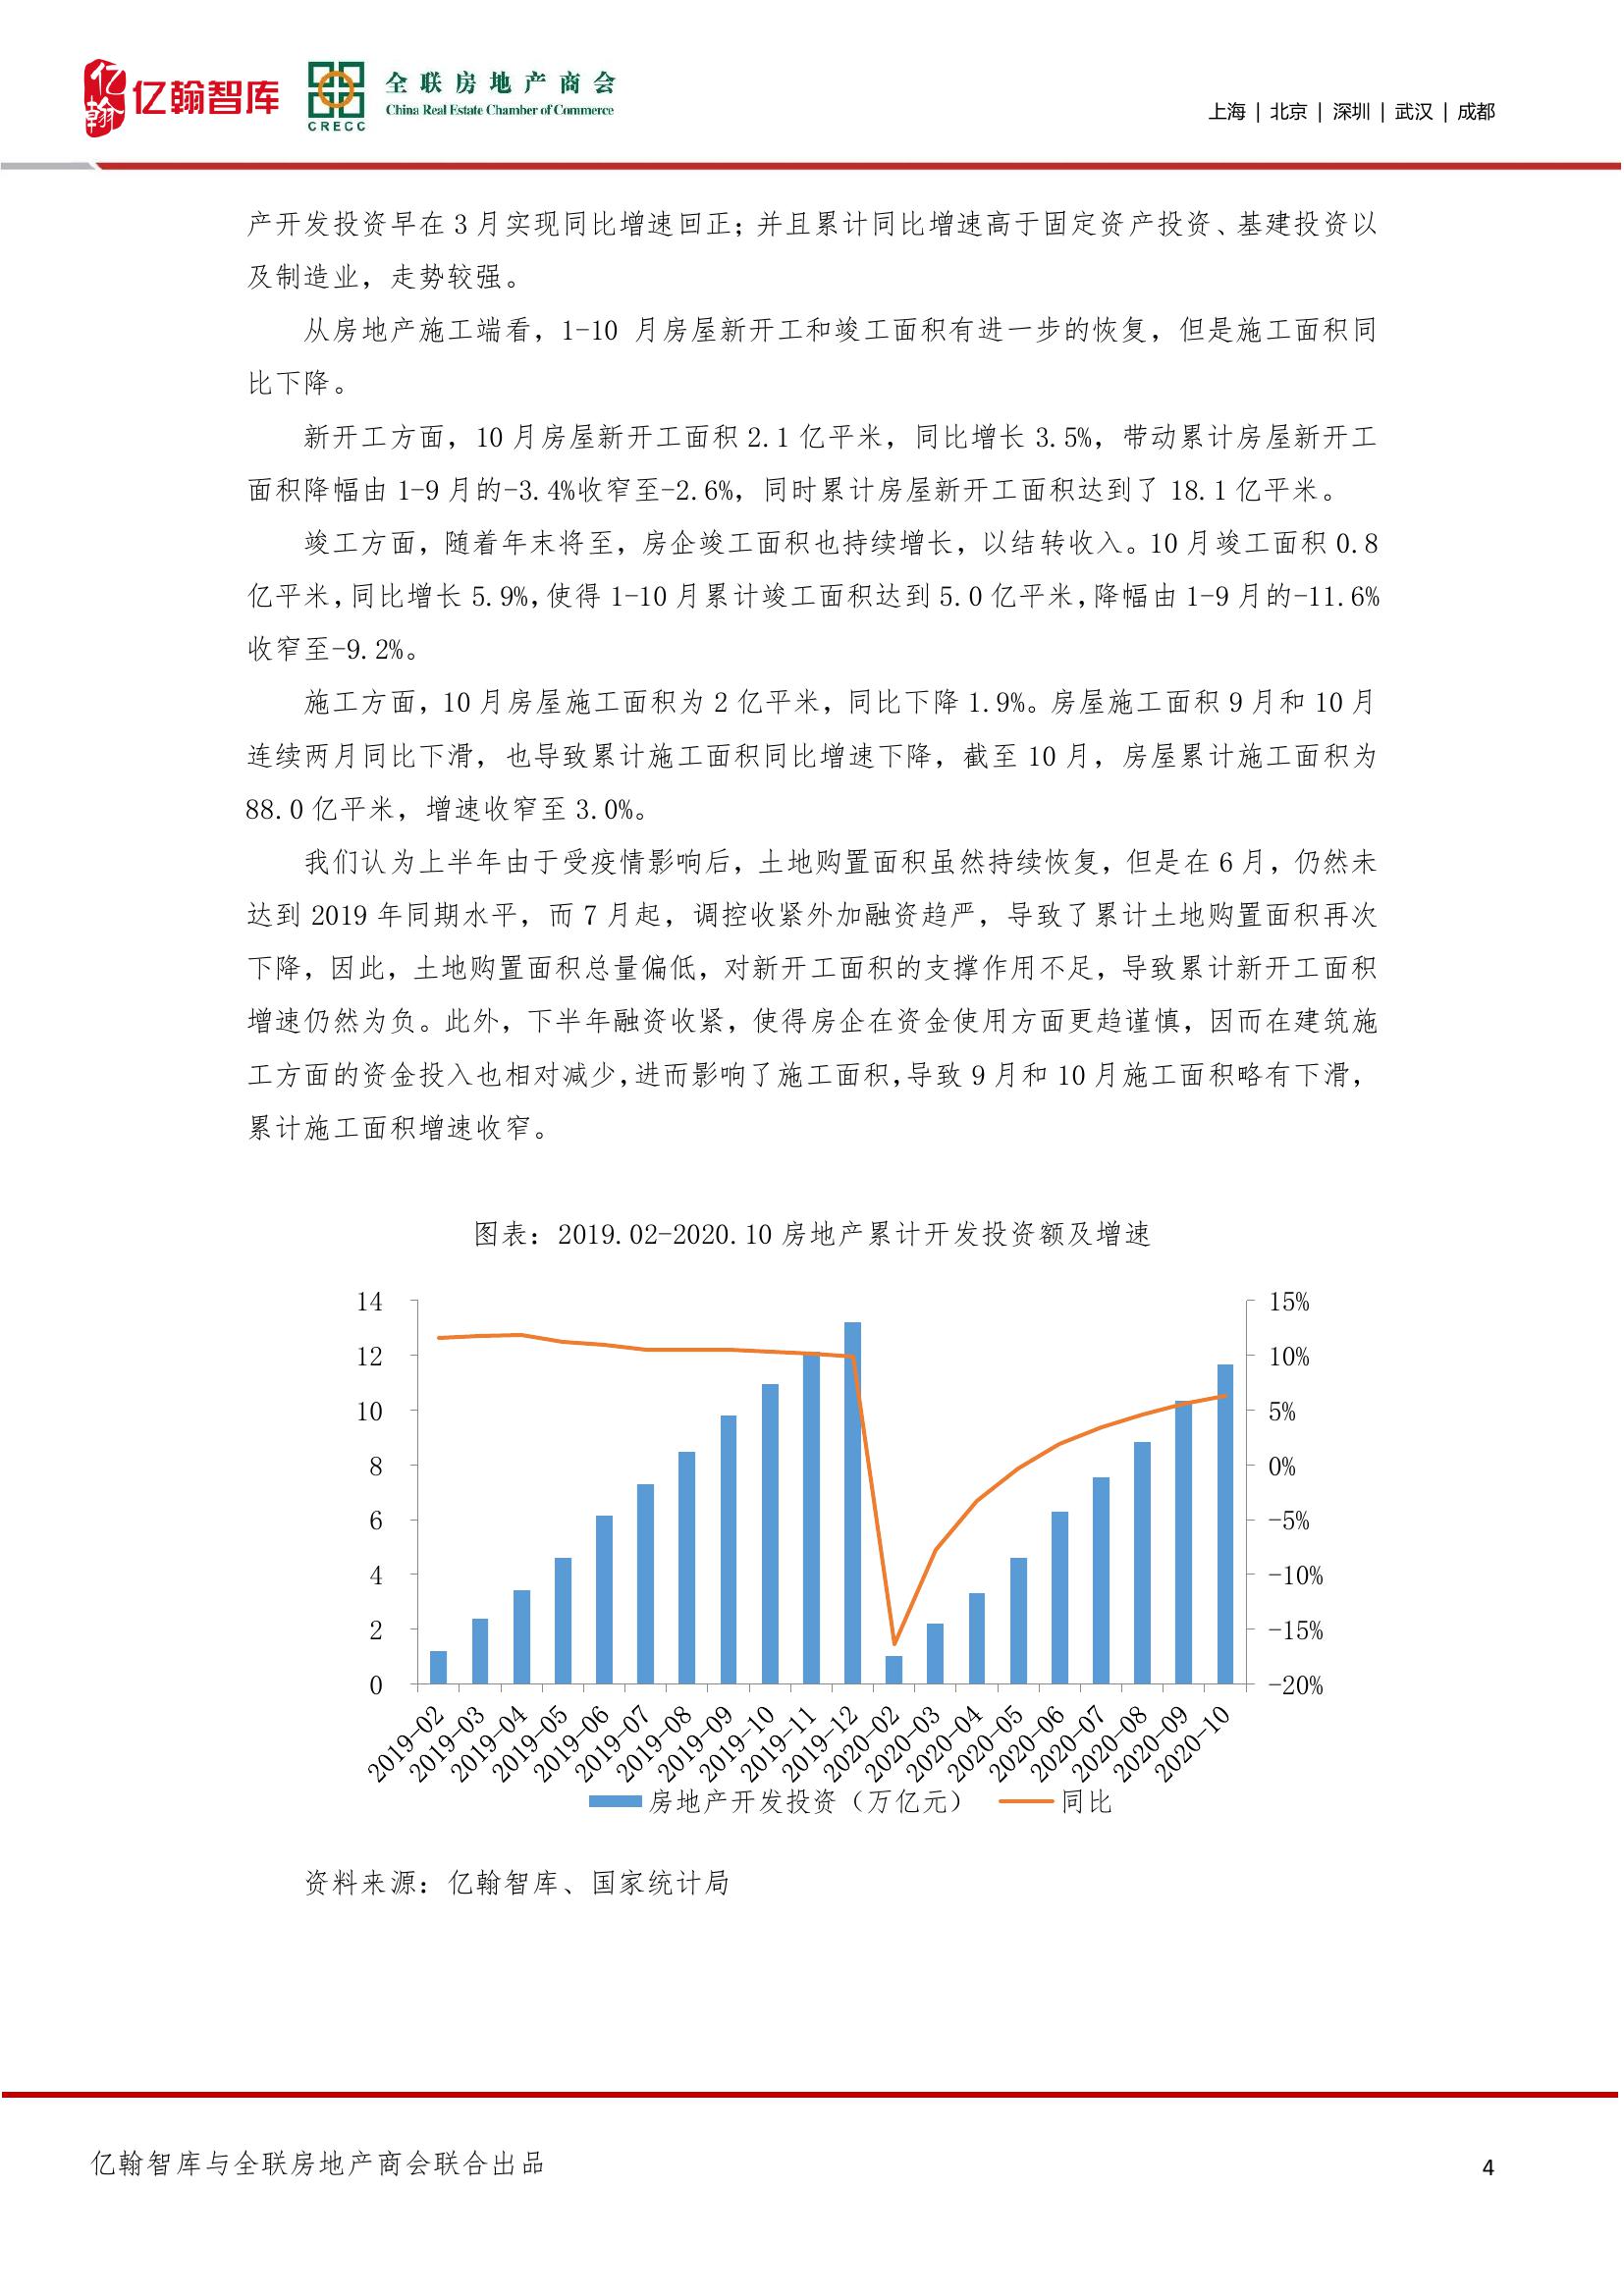 亿翰 亿翰智库 CRECC 全联房地产商会
China Real Estate Chamber of Commerce
上海 | 北京 | 深圳 | 武汉 | 成都
产开发投资早在 3 月实现同比增速回正；并且累计同比增速高于固定资产投资、基建投资以
及制造业，走势较强。
从房地产施工端看，1-10 月房屋新开工和竣工面积有进一步的恢复，但是施工面积同
比下降。
新开工方面，10 月房屋新开工面积 2.1 亿平米，同比增长 3.5%，带动累计房屋新开工
面积降幅由 1-9 月的-3.4%收窄至-2.6%，同时累计房屋新开工面积达到了 18.1 亿平米。
竣工方面，随着年末将至，房企竣工面积也持续增长，以结转收入。10 月竣工面积 0.8
亿平米，同比增长 5.9%，使得 1-10 月累计竣工面积达到 5.0 亿平米，降幅由 1-9 月的-11.6%
收窄至-9.2%。
施工方面，10 月房屋施工面积为 2 亿平米，同比下降 1.9%。房屋施工面积 9 月和 10 月
连续两月同比下滑，也导致累计施工面积同比增速下降，截至 10 月，房屋累计施工面积为
88.0 亿平米，增速收窄至 3.0%。
我们认为上半年由于受疫情影响后，土地购置面积虽然持续恢复，但是在 6 月，仍然未
达到 2019 年同期水平，而 7 月起，调控收紧外加融资趋严，导致了累计土地购置面积再次
下降，因此，土地购置面积总量偏低，对新开工面积的支撑作用不足，导致累计新开工面积
增速仍然为负。此外，下半年融资收紧，使得房企在资金使用方面更趋谨慎，因而在建筑施
工方面的资金投入也相对减少，进而影响了施工面积，导致 9 月和 10 月施工面积略有下滑，
累计施工面积增速收窄。
图表：2019.02-2020.10 房地产累计开发投资额及增速
14 15%
12 10%
10 5%
8 0%
6 -5%
4 -10%
2 -15%
0 -20%
2019-02 2019-03 2019-04 2019-05 2019-06 2019-07 2019-08 2019-09 2019-10 2019-11 2019-12 2020-02 2020-03 2020-04 2020-05 2020-06 2020-07 2020-08 2020-09 2020-10
房地产开发投资（万亿元） 同比
资料来源：亿翰智库、国家统计局
亿翰智库与全联房地产商会联合出品 4